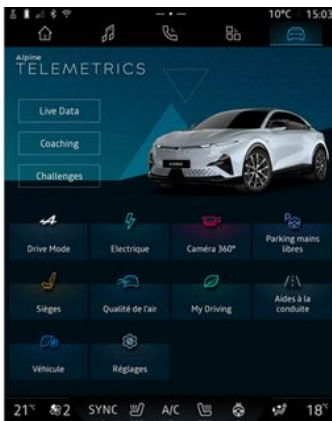 10°C 15:03
Alpine
TELEMETRICS
Live Data
Coaching
Challenges
Drive Mode
Electrique
Caméra 360°
Parking mains
libres
Sièges
Qualité de l'air
My Driving
Aides à la
conduite
Véhicule
Réglages
21°C 2 SYNC A/C 18°C